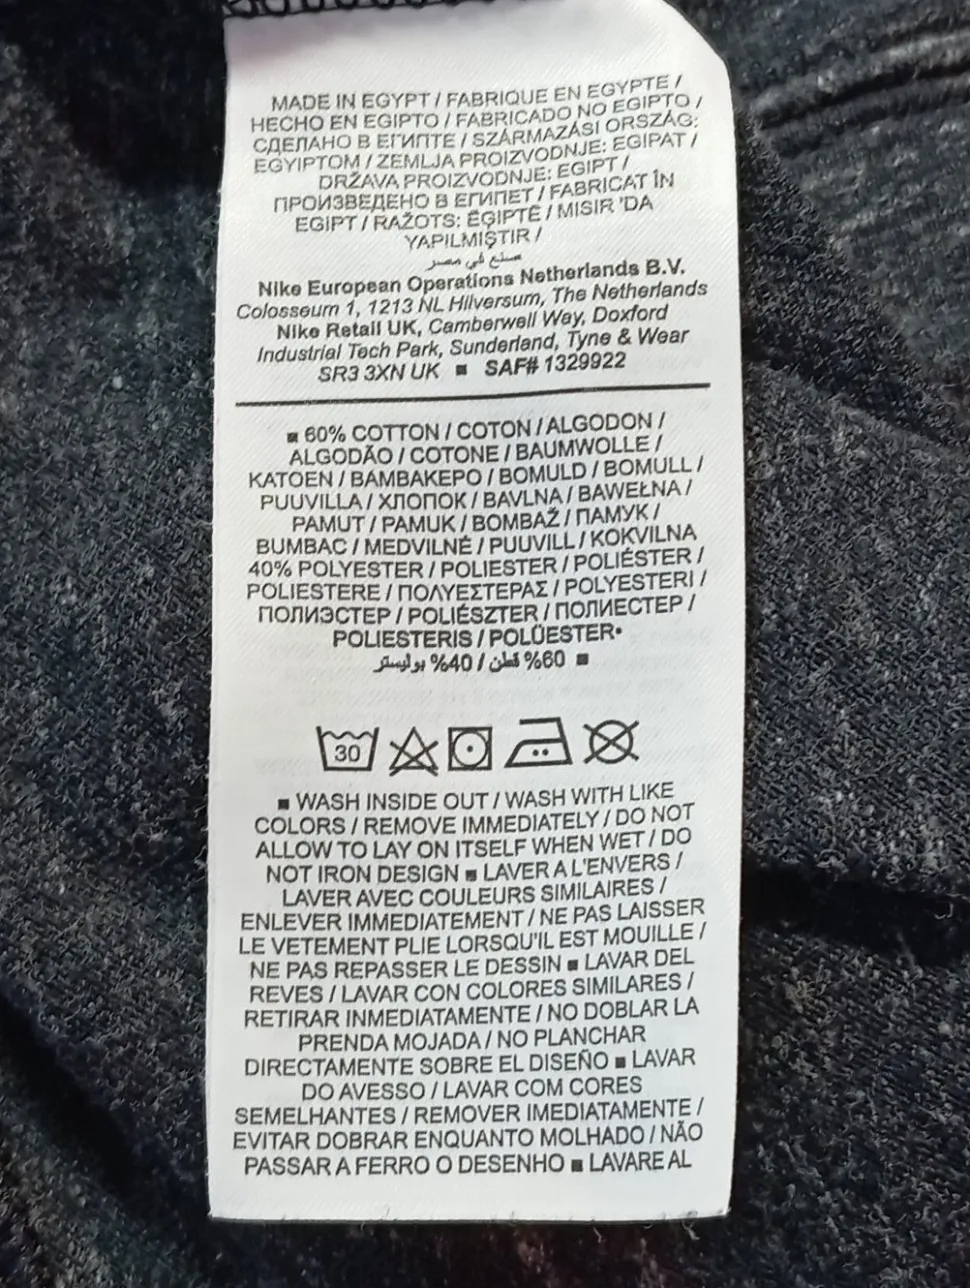 MADE IN EGYPT / FABRIQUE EN EGYPTE /
HECHO EN EGIPTO / FABRICADO NO EGIPTO /
СДЕЛАНО В ЕГИПТЕ / SZÁRMAZÁSI ORSZÁG:
EGYIPTOM / ZEMLJA PROIZVODNJE: EGIPAT /
DRŽAVA PROIZVODNJE: EGIPT /
ПРОИЗВЕДЕНО В ЕГИПЕТ / FABRICAT ÎN
EGIPT / RAŽOTS: ĒĢIPTĒ / MISIR 'DA
YAPILMIŞTIR /
صنع في مصر
Nike European Operations Netherlands B.V.
Colosseum 1, 1213 NL Hilversum, The Netherlands
Nike Retail UK, Camberwell Way, Doxford
Industrial Tech Park, Sunderland, Tyne & Wear
SR3 3XN UK ■ SAF# 1329922
■ 60% COTTON / COTON / ALGODON /
ALGODÃO / COTONE / BAUMWOLLE /
KATOEN / ΒΑΜΒΑΚΕΡΟ / BOMULD / BOMULL /
PUUVILLA / ХЛОПОК / BAVLNA / BAWEŁNA /
PAMUT / PAMUK / BOMBAŽ / ПАМУК /
BUMBAC / MEDVILNĖ / PUUVILL / KOKVILNA
40% POLYESTER / POLIESTER / POLIÉSTER /
POLIESTERE / ΠΟΛΥΕΣΤΕΡΑΣ / POLYESTERI /
ПОЛИЭСТЕР / POLIÉSZTER / ПОЛИЕСТЕР /
POLIESTERIS / POLÜESTER•
■ 60% قطن / 40% بوليستر
30
■ WASH INSIDE OUT / WASH WITH LIKE
COLORS / REMOVE IMMEDIATELY / DO NOT
ALLOW TO LAY ON ITSELF WHEN WET / DO
NOT IRON DESIGN ■ LAVER A L'ENVERS /
LAVER AVEC COULEURS SIMILAIRES /
ENLEVER IMMEDIATEMENT / NE PAS LAISSER
LE VETEMENT PLIE LORSQU'IL EST MOUILLE /
NE PAS REPASSER LE DESSIN ■ LAVAR DEL
REVES / LAVAR CON COLORES SIMILARES /
RETIRAR INMEDIATAMENTE / NO DOBLAR LA
PRENDA MOJADA / NO PLANCHAR
DIRECTAMENTE SOBRE EL DISEÑO ■ LAVAR
DO AVESSO / LAVAR COM CORES
SEMELHANTES / REMOVER IMEDIATAMENTE /
EVITAR DOBRAR ENQUANTO MOLHADO / NÃO
PASSAR A FERRO O DESENHO ■ LAVARE AL